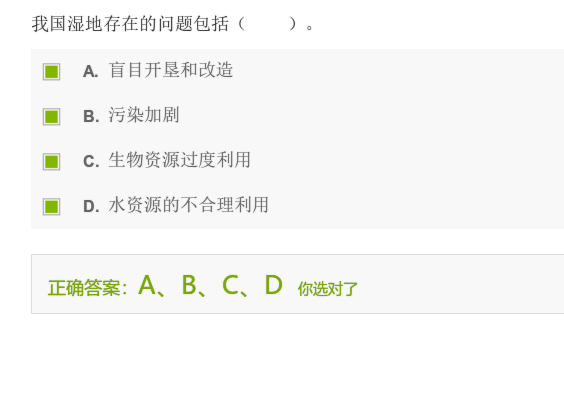 我国湿地存在的问题包括（　　）。
A. 盲目开垦和改造
B. 污染加剧
C. 生物资源过度利用
D. 水资源的不合理利用
正确答案：A、B、C、D 你选对了